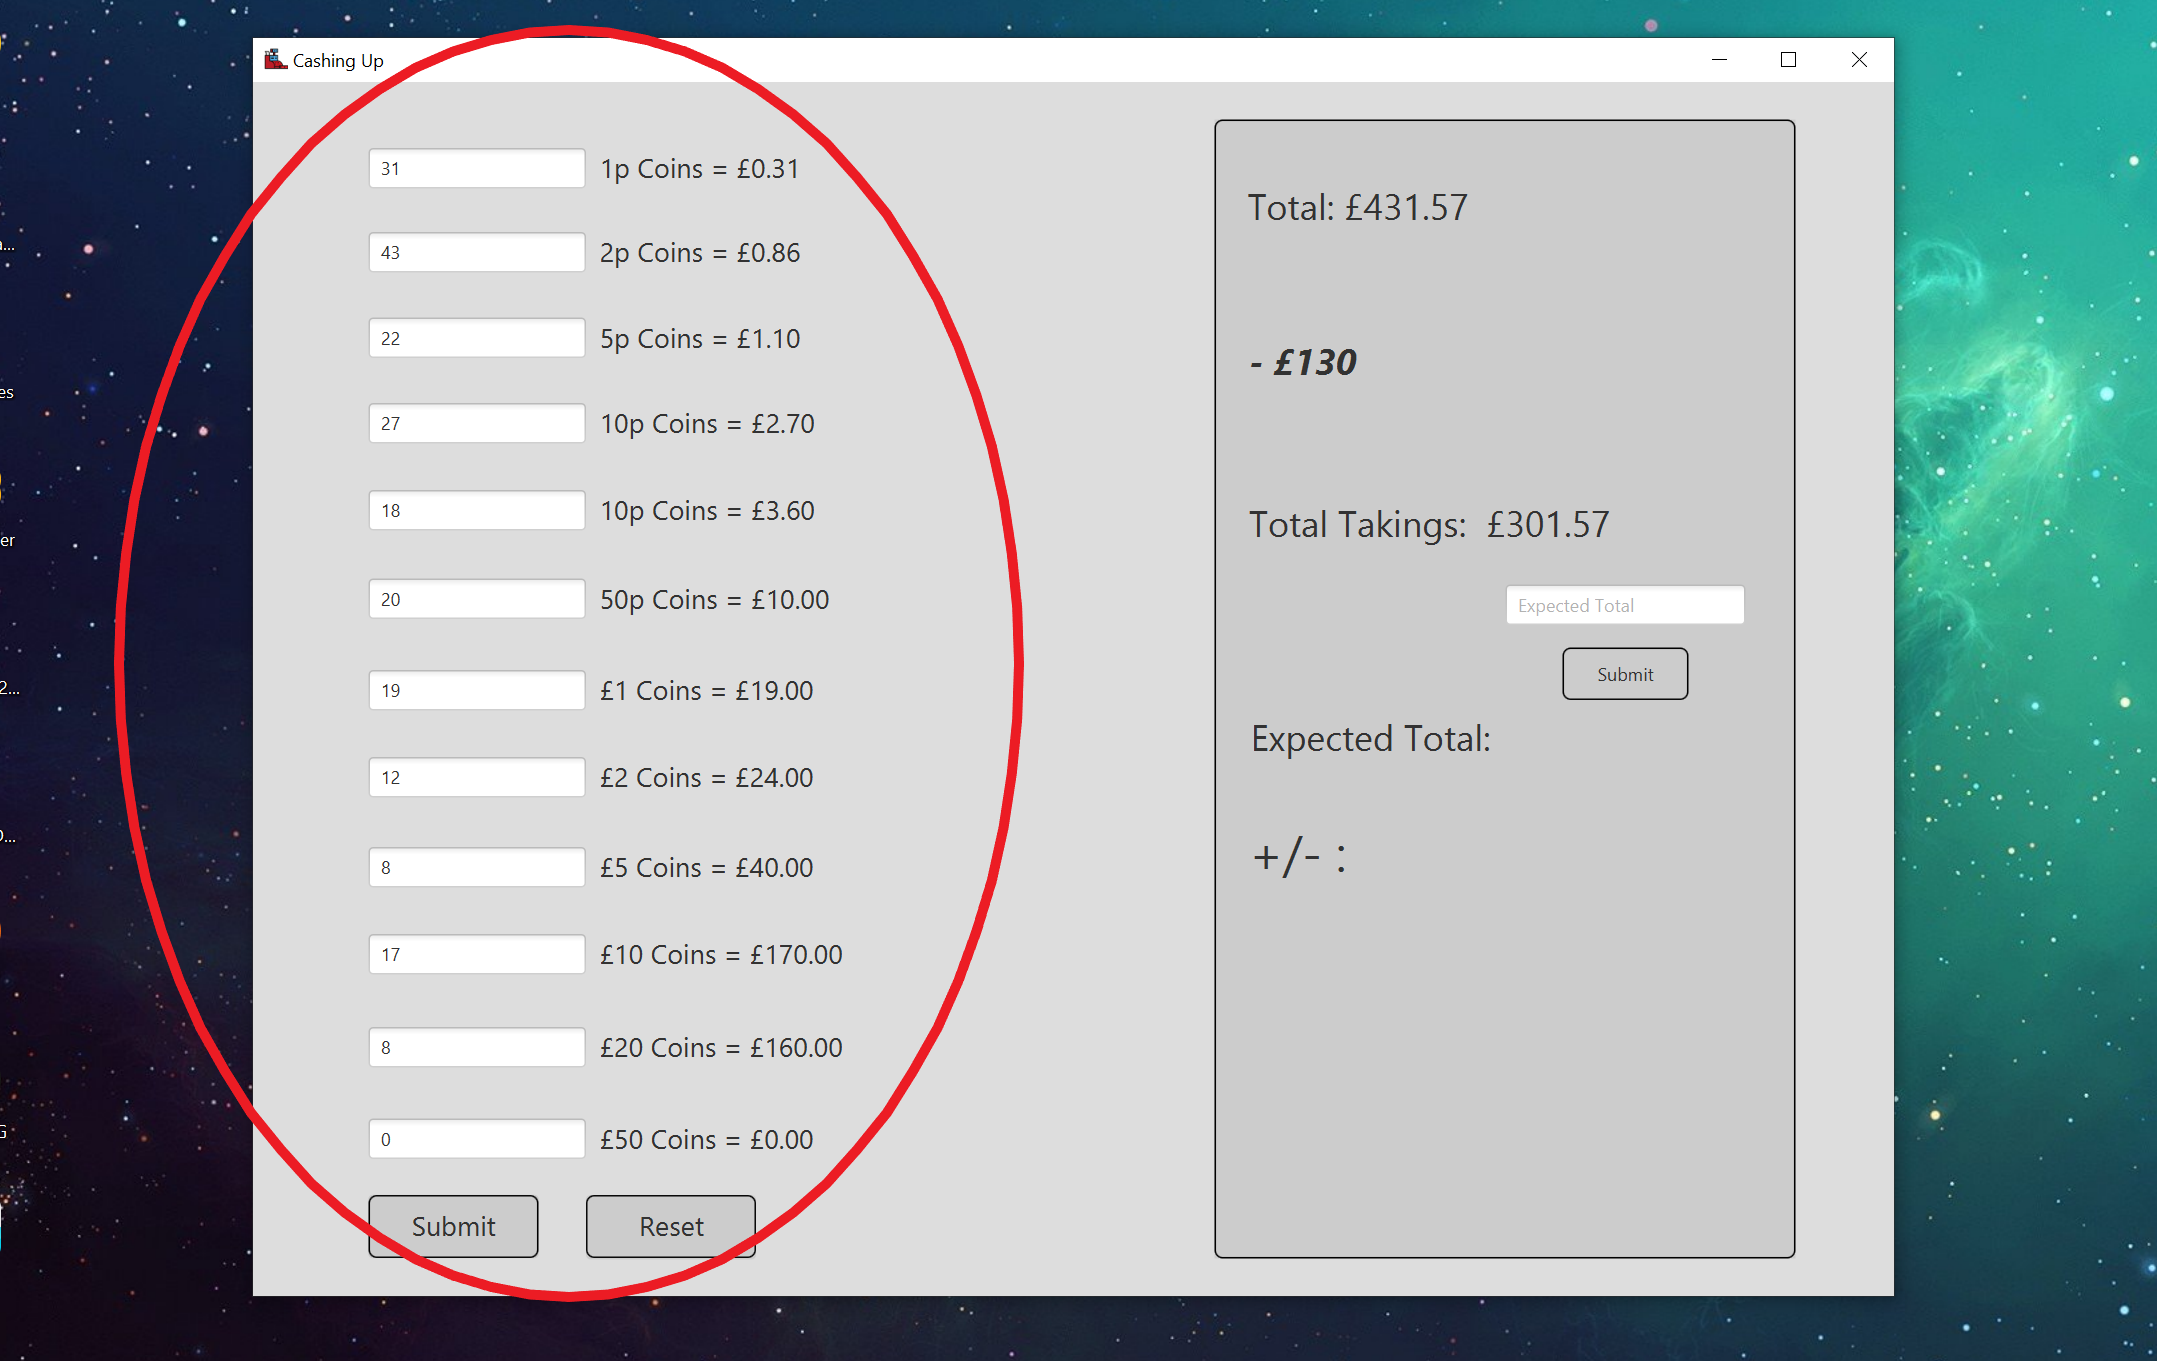 Cashing Up
31 1p Coins = £0.31
43 2p Coins = £0.86
22 5p Coins = £1.10
27 10p Coins = £2.70
18 10p Coins = £3.60
20 50p Coins = £10.00
19 £1 Coins = £19.00
12 £2 Coins = £24.00
8 £5 Coins = £40.00
17 £10 Coins = £170.00
8 £20 Coins = £160.00
0 £50 Coins = £0.00
Submit Reset
Total: £431.57
- £130
Total Takings: £301.57
Expected Total
Submit
Expected Total:
+/- :
es
er
2...